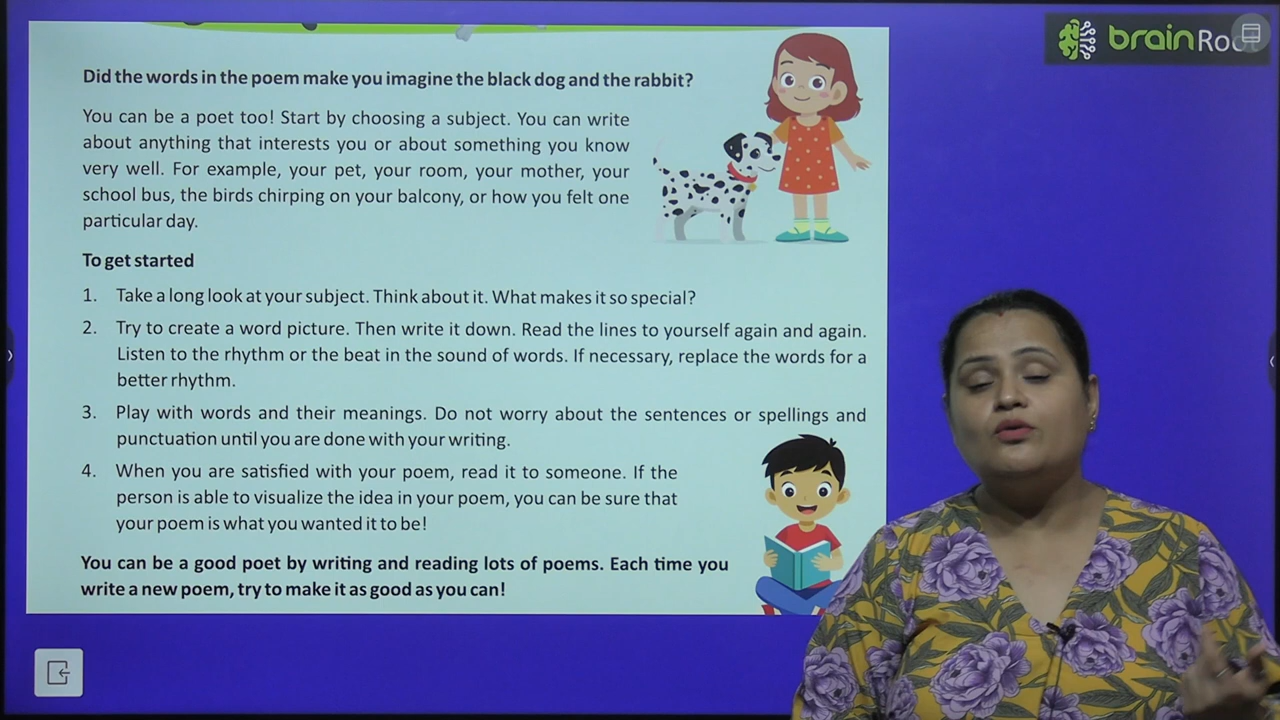 brainRoot
Did the words in the poem make you imagine the black dog and the rabbit?
You can be a poet too! Start by choosing a subject. You can write
about anything that interests you or about something you know
very well. For example, your pet, your room, your mother, your
school bus, the birds chirping on your balcony, or how you felt one
particular day.
To get started
1. Take a long look at your subject. Think about it. What makes it so special?
2. Try to create a word picture. Then write it down. Read the lines to yourself again and again.
Listen to the rhythm or the beat in the sound of words. If necessary, replace the words for a
better rhythm.
3. Play with words and their meanings. Do not worry about the sentences or spellings and
punctuation until you are done with your writing.
4. When you are satisfied with your poem, read it to someone. If the
person is able to visualize the idea in your poem, you can be sure that
your poem is what you wanted it to be!
You can be a good poet by writing and reading lots of poems. Each time you
write a new poem, try to make it as good as you can!